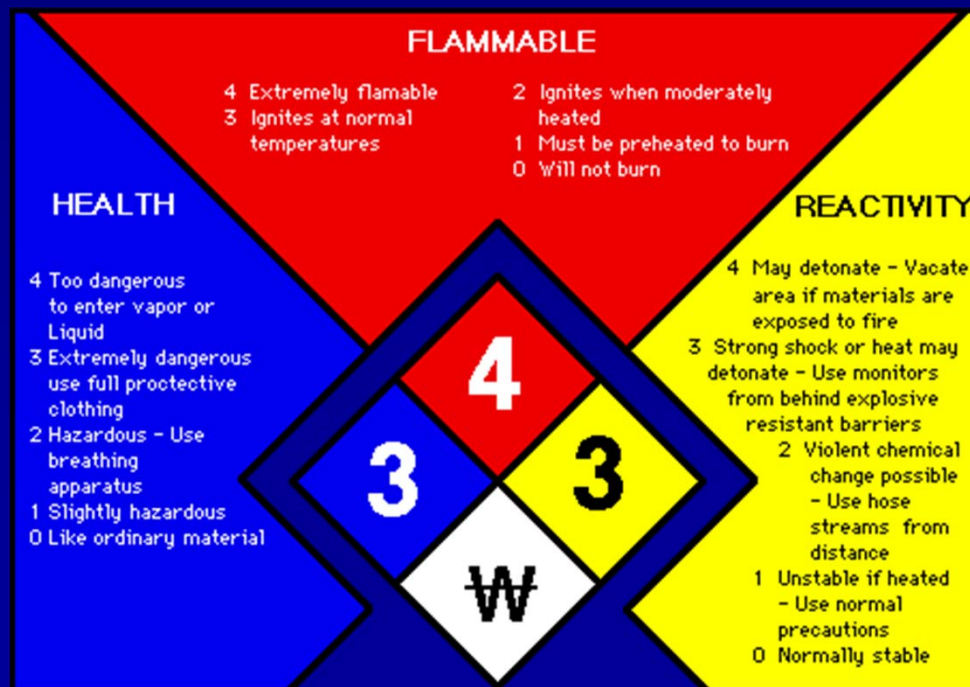 FLAMMABLE
4 Extremely flamable
3 Ignites at normal
temperatures
2 Ignites when moderately
heated
1 Must be preheated to burn
0 Will not burn
HEALTH
4 Too dangerous
to enter vapor or
Liquid
3 Extremely dangerous
use full proctective
clothing
2 Hazardous - Use
breathing
apparatus
1 Slightly hazardous
0 Like ordinary material
REACTIVITY
4 May detonate - Vacate
area if materials are
exposed to fire
3 Strong shock or heat may
detonate - Use monitors
from behind explosive
resistant barriers
2 Violent chemical
change possible
- Use hose
streams from
distance
1 Unstable if heated
- Use normal
precautions
0 Normally stable
4
3
3
W